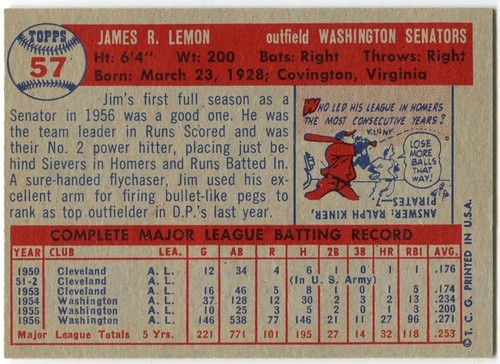 TOPPS
57
JAMES R. LEMON outfield WASHINGTON SENATORS
Ht: 6'4" Wt: 200 Bats: Right Throws: Right
Born: March 23, 1928; Covington, Virginia
Jim's first full season as a
Senator in 1956 was a good one. He was
the team leader in Runs Scored and was
their No. 2 power hitter, placing just be-
hind Sievers in Homers and Runs Batted In.
A sure-handed flychaser, Jim used his
excellent arm for firing bullet-like pegs to
rank as top outfielder in D.P.'s last year.
WHO LED HIS LEAGUE IN HOMERS
THE MOST CONSECUTIVE YEARS?
KLUNK
LOSE
MORE
BALLS
THAT
WAY!
ANSWER: RALPH KINER,
PIRATES.
COMPLETE MAJOR LEAGUE BATTING RECORD
YEAR CLUB LEA. G AB R H 2B 3B HR RBI AVG.
1950 Cleveland A. L. 12 34 4 6 1 0 1 1 .176
51-2 Cleveland A. L. (In U. S. Army)
1953 Cleveland A. L. 16 46 5 8 1 0 1 5 .174
1954 Washington A. L. 37 128 12 30 2 3 2 13 .234
1955 Washington A. L. 10 25 3 5 2 0 1 3 .200
1956 Washington A. L. 146 538 77 146 21 11 27 96 .271
Major League Totals 5 Yrs. 221 771 101 195 27 14 32 118 .253
© T. C. G. PRINTED IN U.S.A.